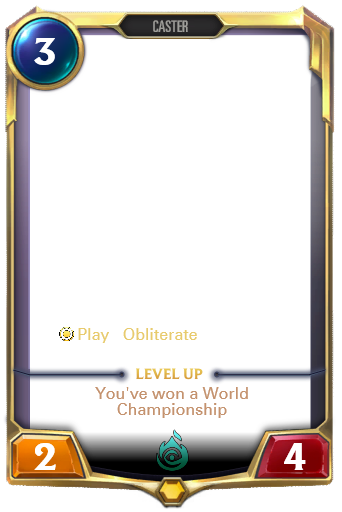 CASTER
3
Play Obliterate
LEVEL UP
You've won a World
Championship
2
4